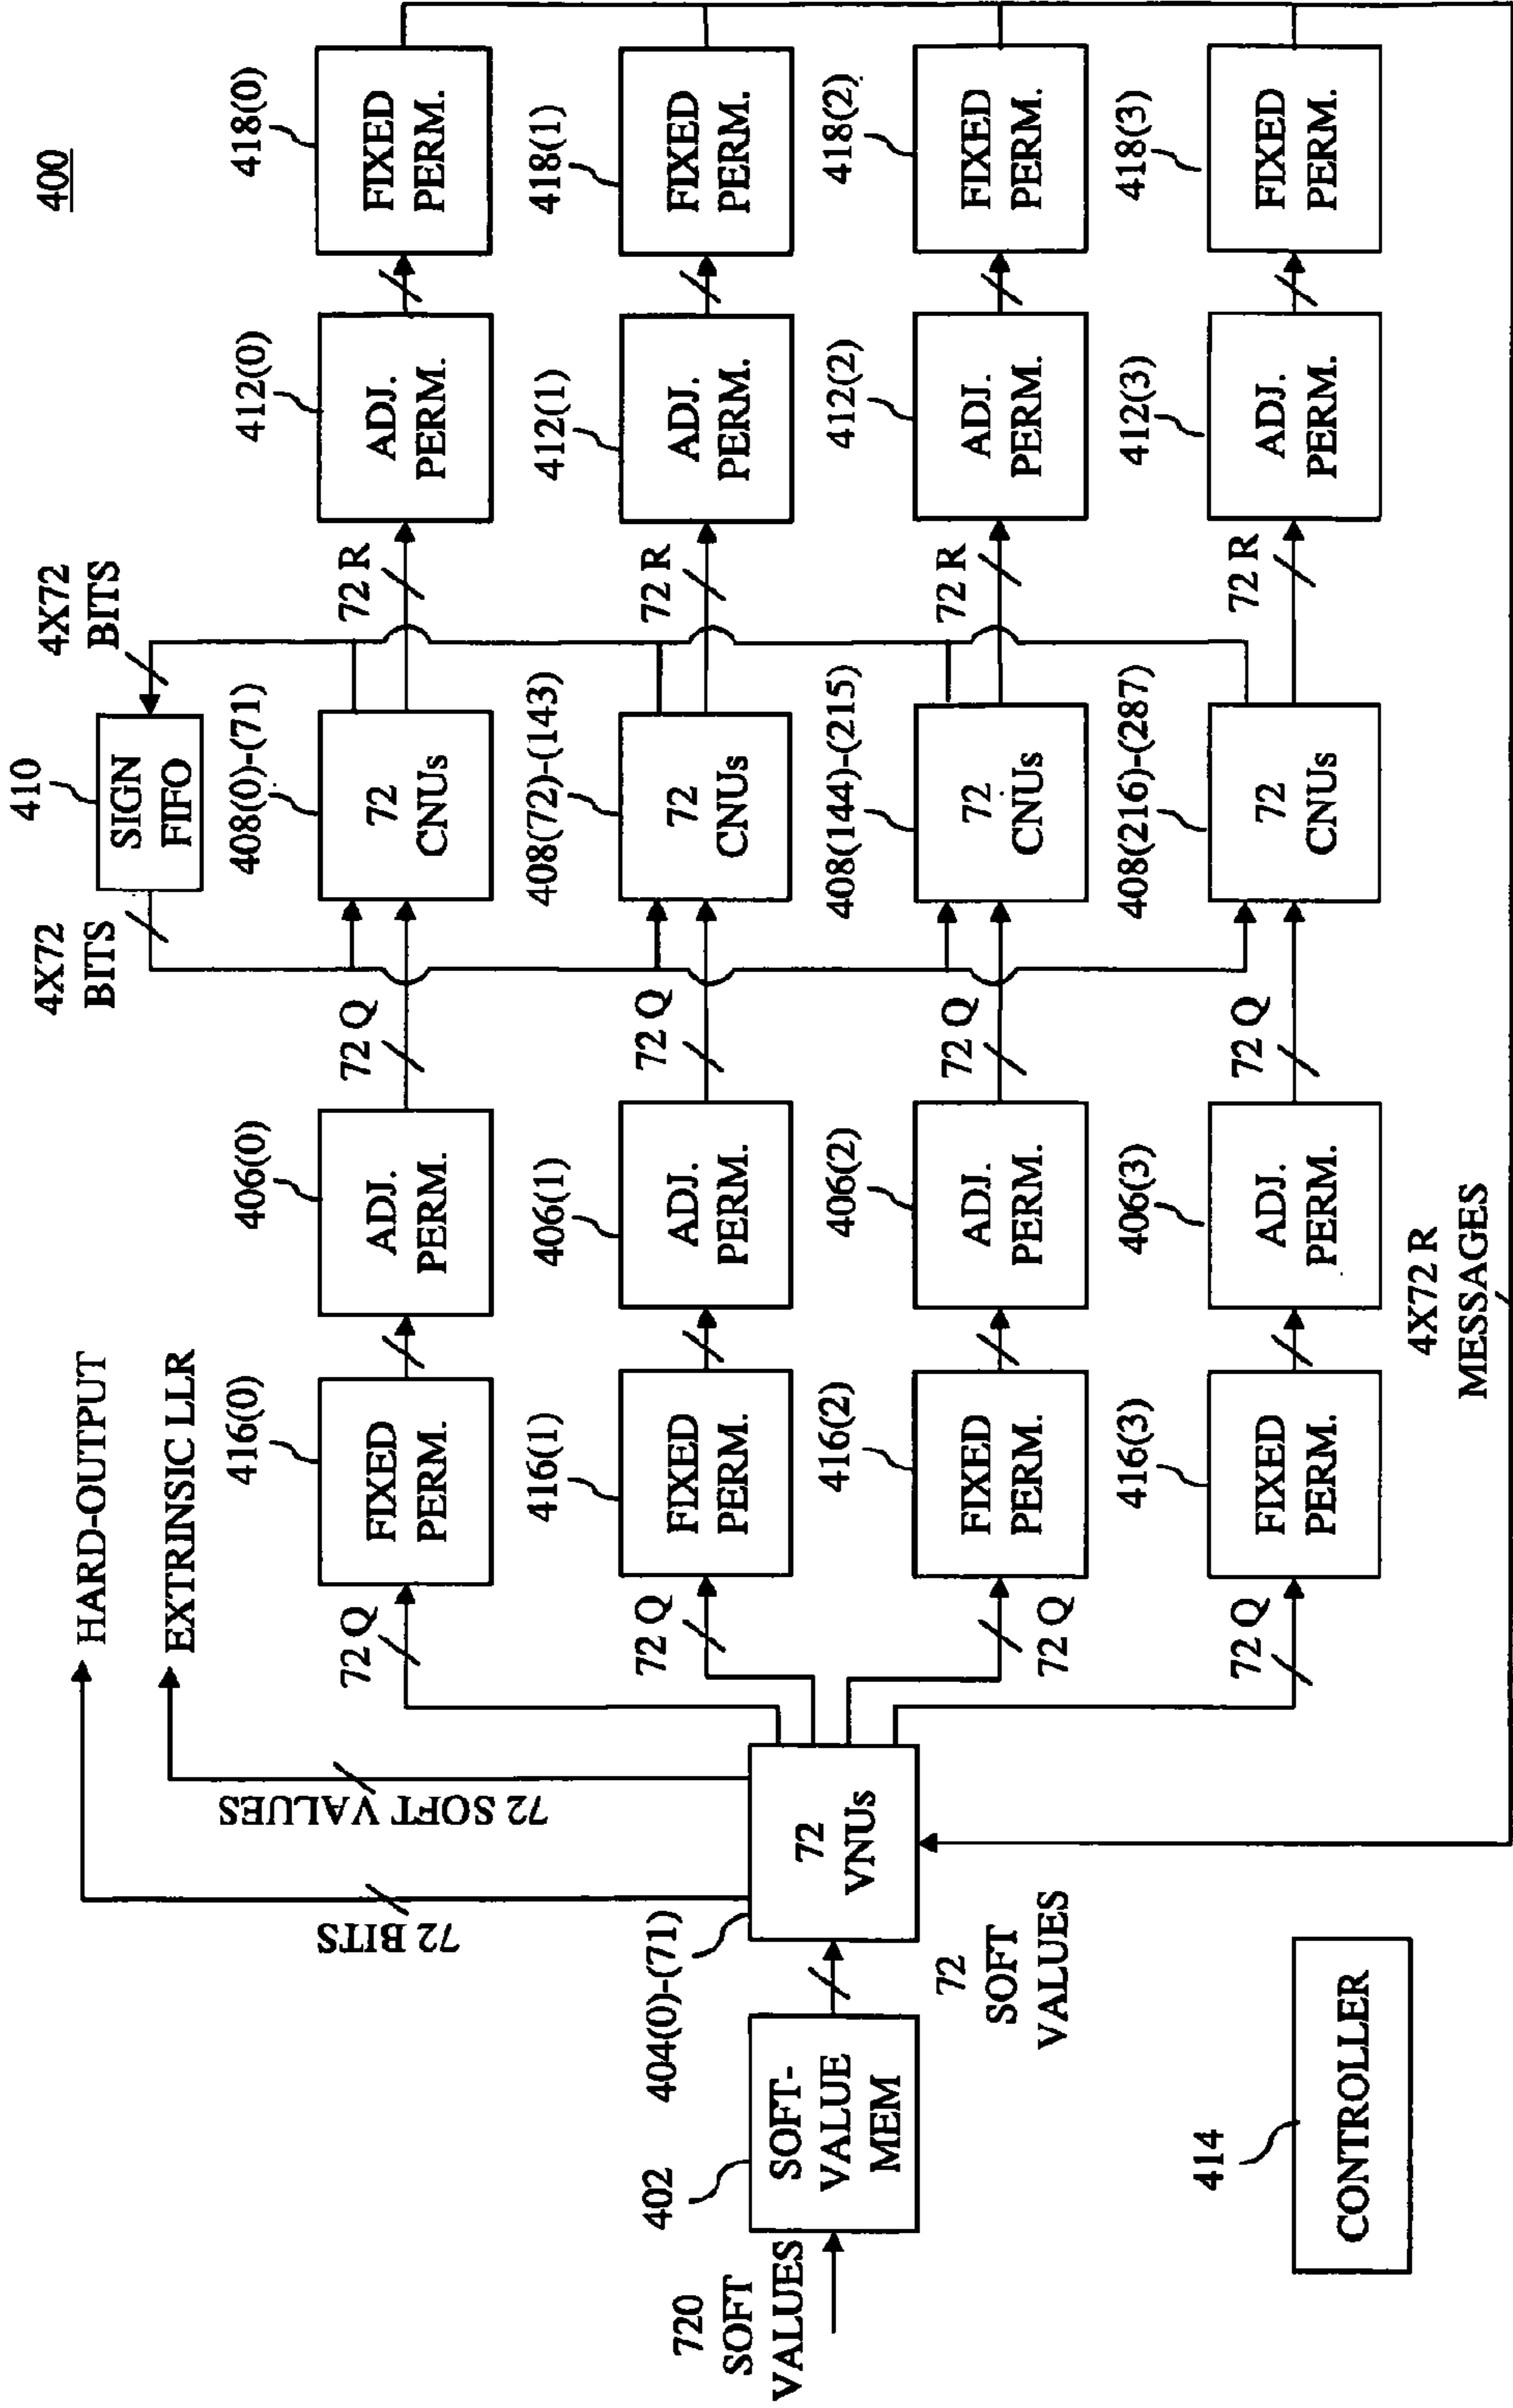 400
HARD-OUTPUT
EXTRINSIC LLR
72 BITS
72 SOFT VALUES
4X72
BITS
410
SIGN
FIFO
4X72
BITS
720
SOFT
VALUES
402
SOFT-
VALUE
MEM
72
SOFT
VALUES
404(0)-(71)
72
VNUs
72 Q
416(0)
FIXED
PERM.
406(0)
ADJ.
PERM.
72 Q
408(0)-(71)
72
CNUs
72 R
412(0)
ADJ.
PERM.
418(0)
FIXED
PERM.
72 Q
416(1)
FIXED
PERM.
406(1)
ADJ.
PERM.
72 Q
408(72)-(143)
72
CNUs
72 R
412(1)
ADJ.
PERM.
418(1)
FIXED
PERM.
72 Q
416(2)
FIXED
PERM.
406(2)
ADJ.
PERM.
72 Q
408(144)-(215)
72
CNUs
72 R
412(2)
ADJ.
PERM.
418(2)
FIXED
PERM.
72 Q
416(3)
FIXED
PERM.
406(3)
ADJ.
PERM.
72 Q
408(216)-(287)
72
CNUs
72 R
412(3)
ADJ.
PERM.
418(3)
FIXED
PERM.
414
CONTROLLER
4X72 R
MESSAGES